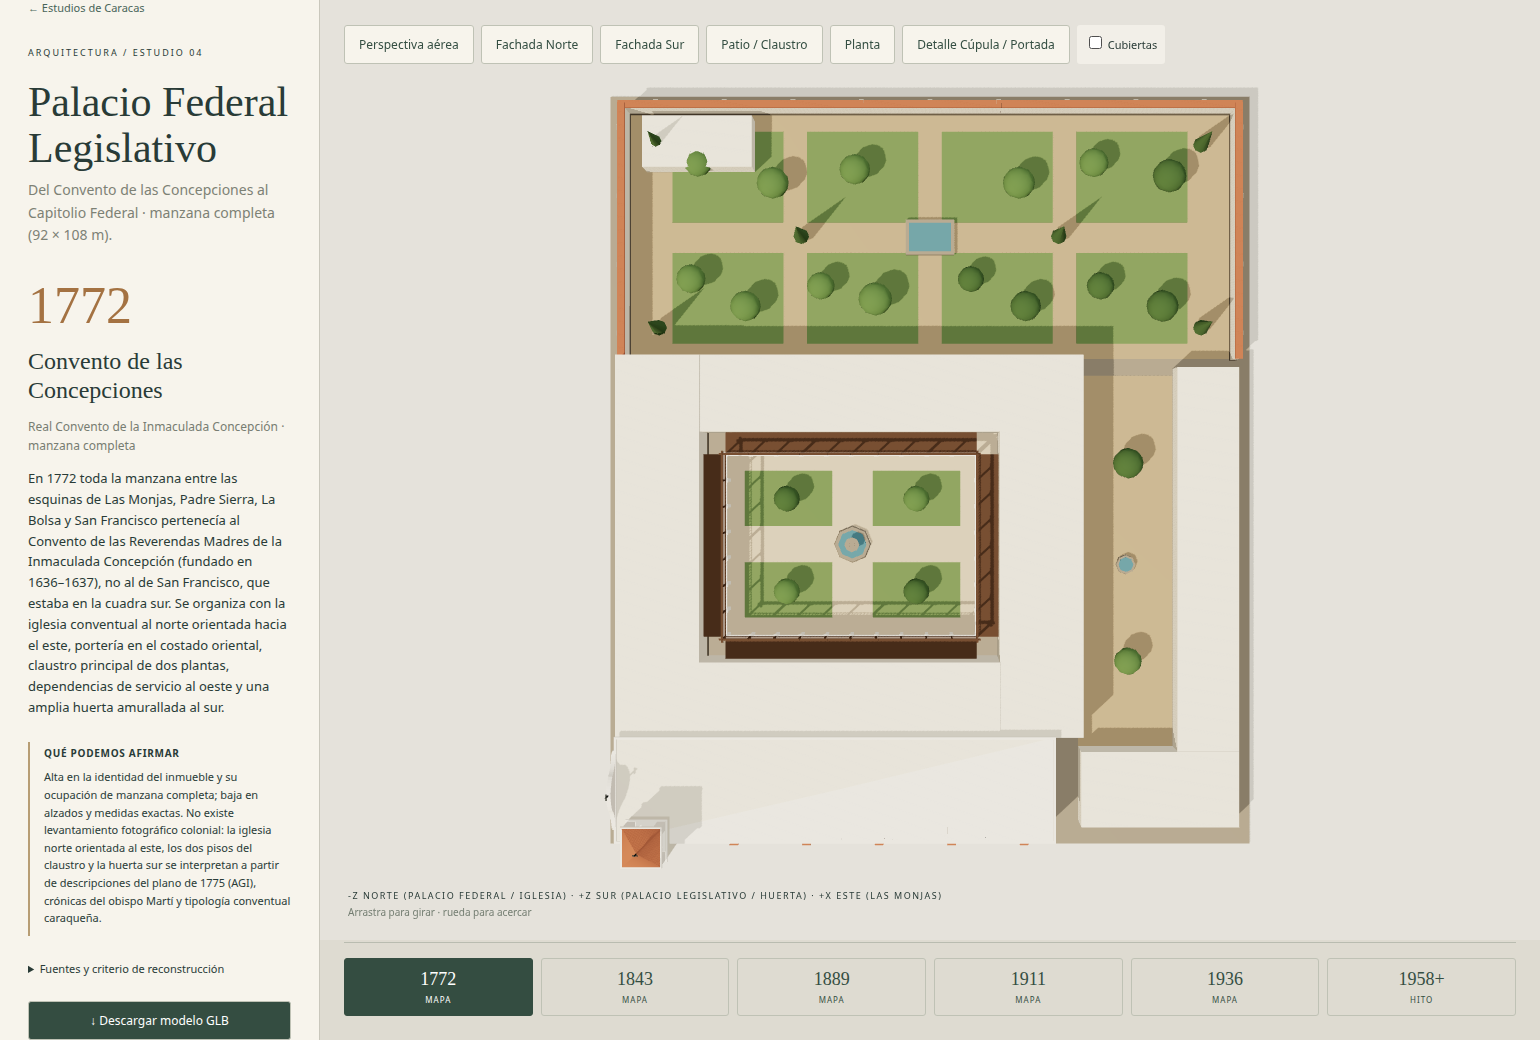 ← Estudios de Caracas
ARQUITECTURA / ESTUDIO 04
Palacio Federal
Legislativo
Del Convento de las Concepciones al
Capitolio Federal · manzana completa
(92 × 108 m).
1772
Convento de las
Concepciones
Real Convento de la Inmaculada Concepción ·
manzana completa
En 1772 toda la manzana entre las
esquinas de Las Monjas, Padre Sierra, La
Bolsa y San Francisco pertenecía al
Convento de las Reverendas Madres de la
Inmaculada Concepción (fundado en
1636–1637), no al de San Francisco, que
estaba en la cuadra sur. Se organiza con la
iglesia conventual al norte orientada hacia
el este, portería en el costado oriental,
claustro principal de dos plantas,
dependencias de servicio al oeste y una
amplia huerta amurallada al sur.
QUÉ PODEMOS AFIRMAR
Alta en la identidad del inmueble y su
ocupación de manzana completa; baja en
alzados y medidas exactas. No existe
levantamiento fotográfico colonial: la iglesia
norte orientada al este, los dos pisos del
claustro y la huerta sur se interpretan a partir
de descripciones del plano de 1775 (AGI),
crónicas del obispo Martí y tipología conventual
caraqueña.
▶ Fuentes y criterio de reconstrucción
↓ Descargar modelo GLB
Perspectiva aérea
Fachada Norte
Fachada Sur
Patio / Claustro
Planta
Detalle Cúpula / Portada
Cubiertas
-Z NORTE (PALACIO FEDERAL / IGLESIA) · +Z SUR (PALACIO LEGISLATIVO / HUERTA) · +X ESTE (LAS MONJAS)
Arrastra para girar · rueda para acercar
1772
MAPA
1843
MAPA
1889
MAPA
1911
MAPA
1936
MAPA
1958+
HITO